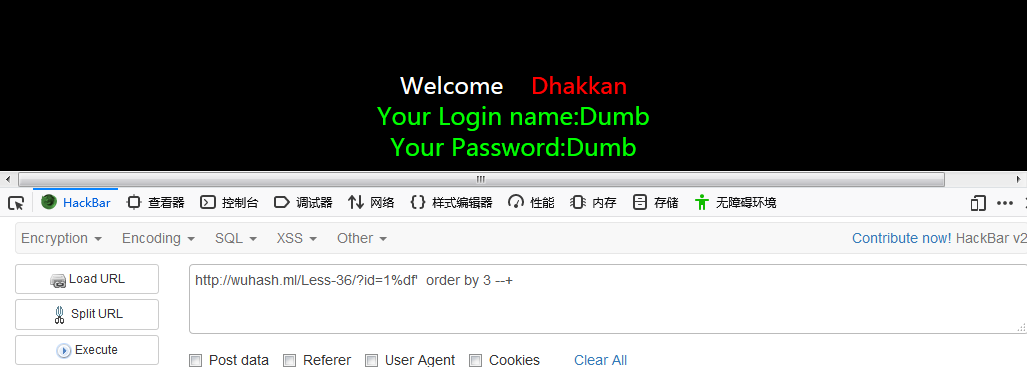 Welcome Dhakkan
Your Login name:Dumb
Your Password:Dumb
HackBar 查看器 控制台 调试器 网络 {} 样式编辑器 性能 内存 存储 无障碍环境
Encryption Encoding SQL XSS Other Contribute now! HackBar v2
Load URL
http://wuhash.ml/Less-36/?id=1%df'  order by 3 --+
Split URL
Execute
Post data Referer User Agent Cookies Clear All